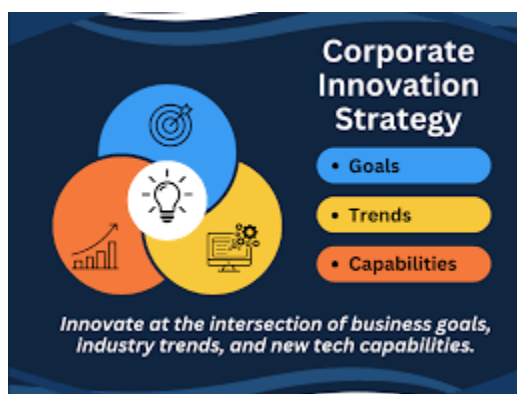 Corporate
Innovation
Strategy
• Goals
• Trends
• Capabilities
Innovate at the intersection of business goals,
industry trends, and new tech capabilities.